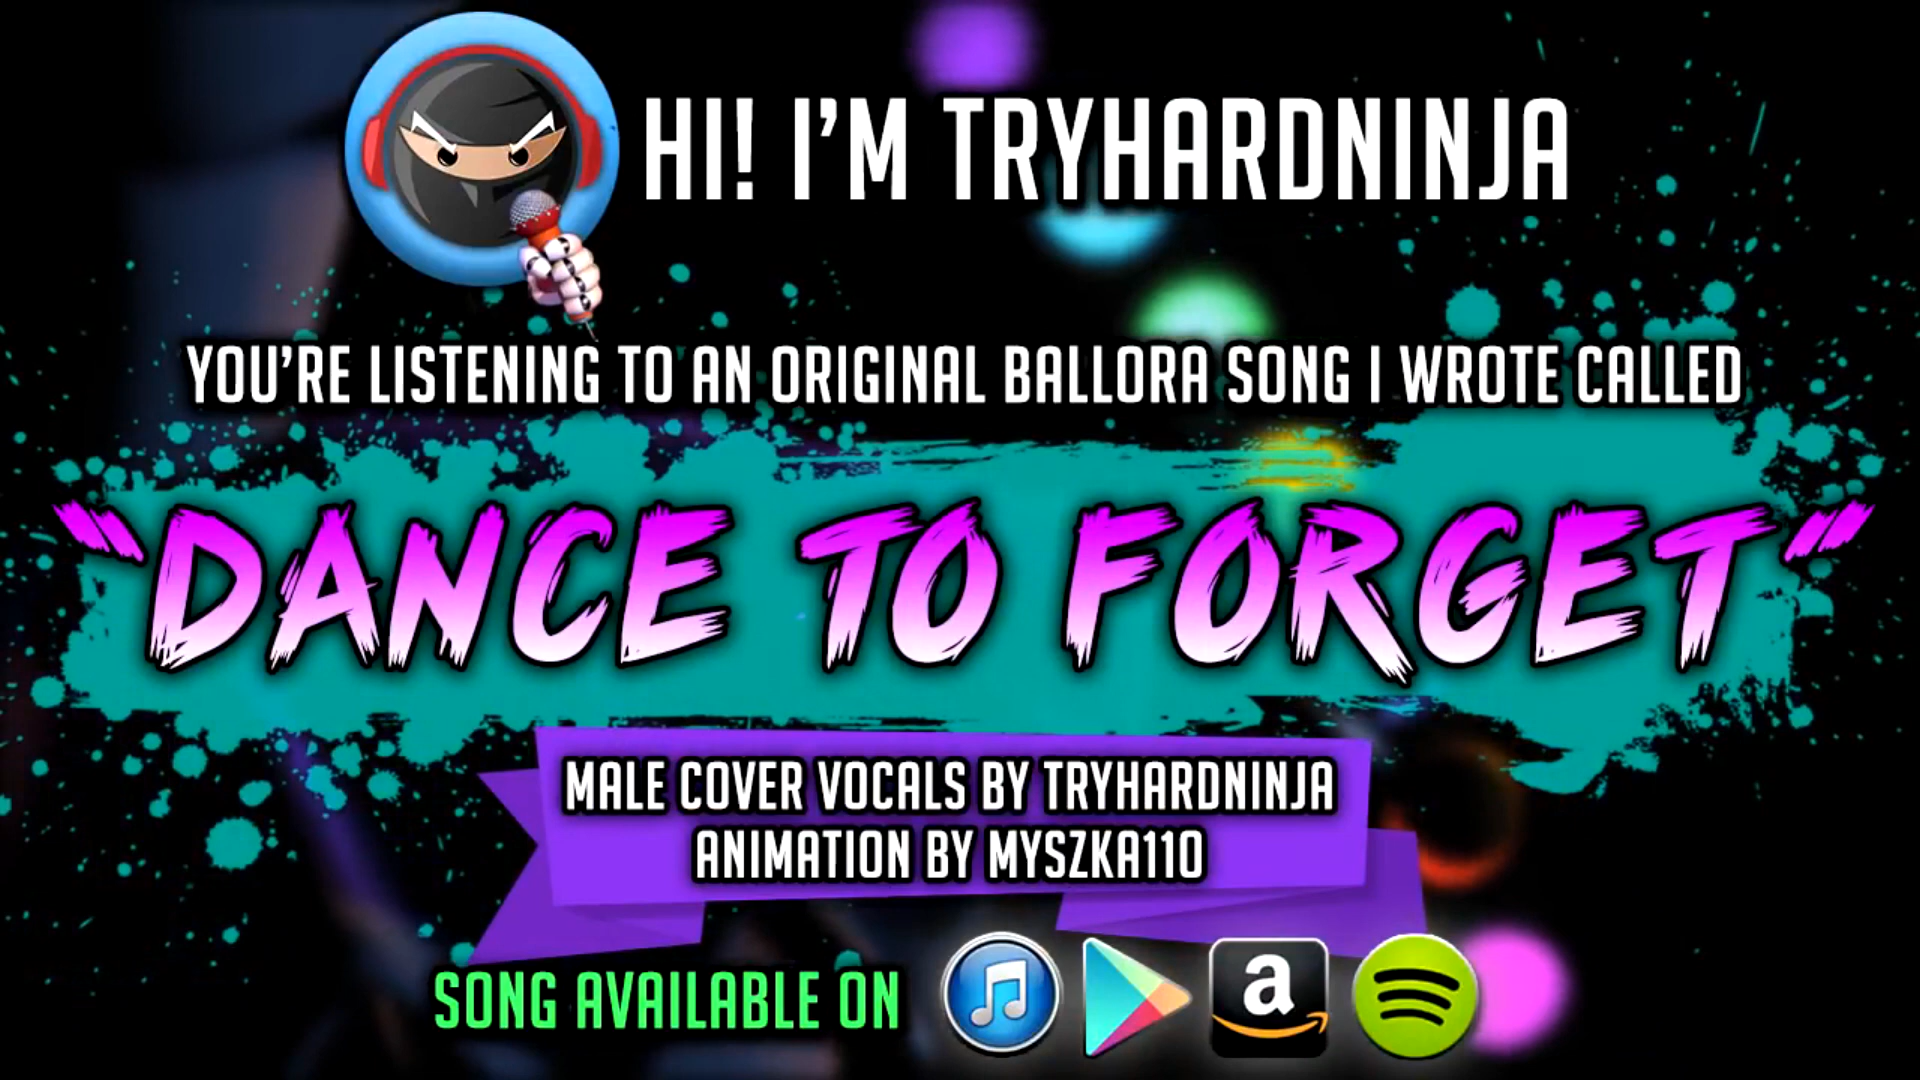 HI! I'M TRYHARDNINJA
YOU'RE LISTENING TO AN ORIGINAL BALLORA SONG I WROTE CALLED
"DANCE TO FORGET"
MALE COVER VOCALS BY TRYHARDNINJA
ANIMATION BY MYSZKA110
SONG AVAILABLE ON
a